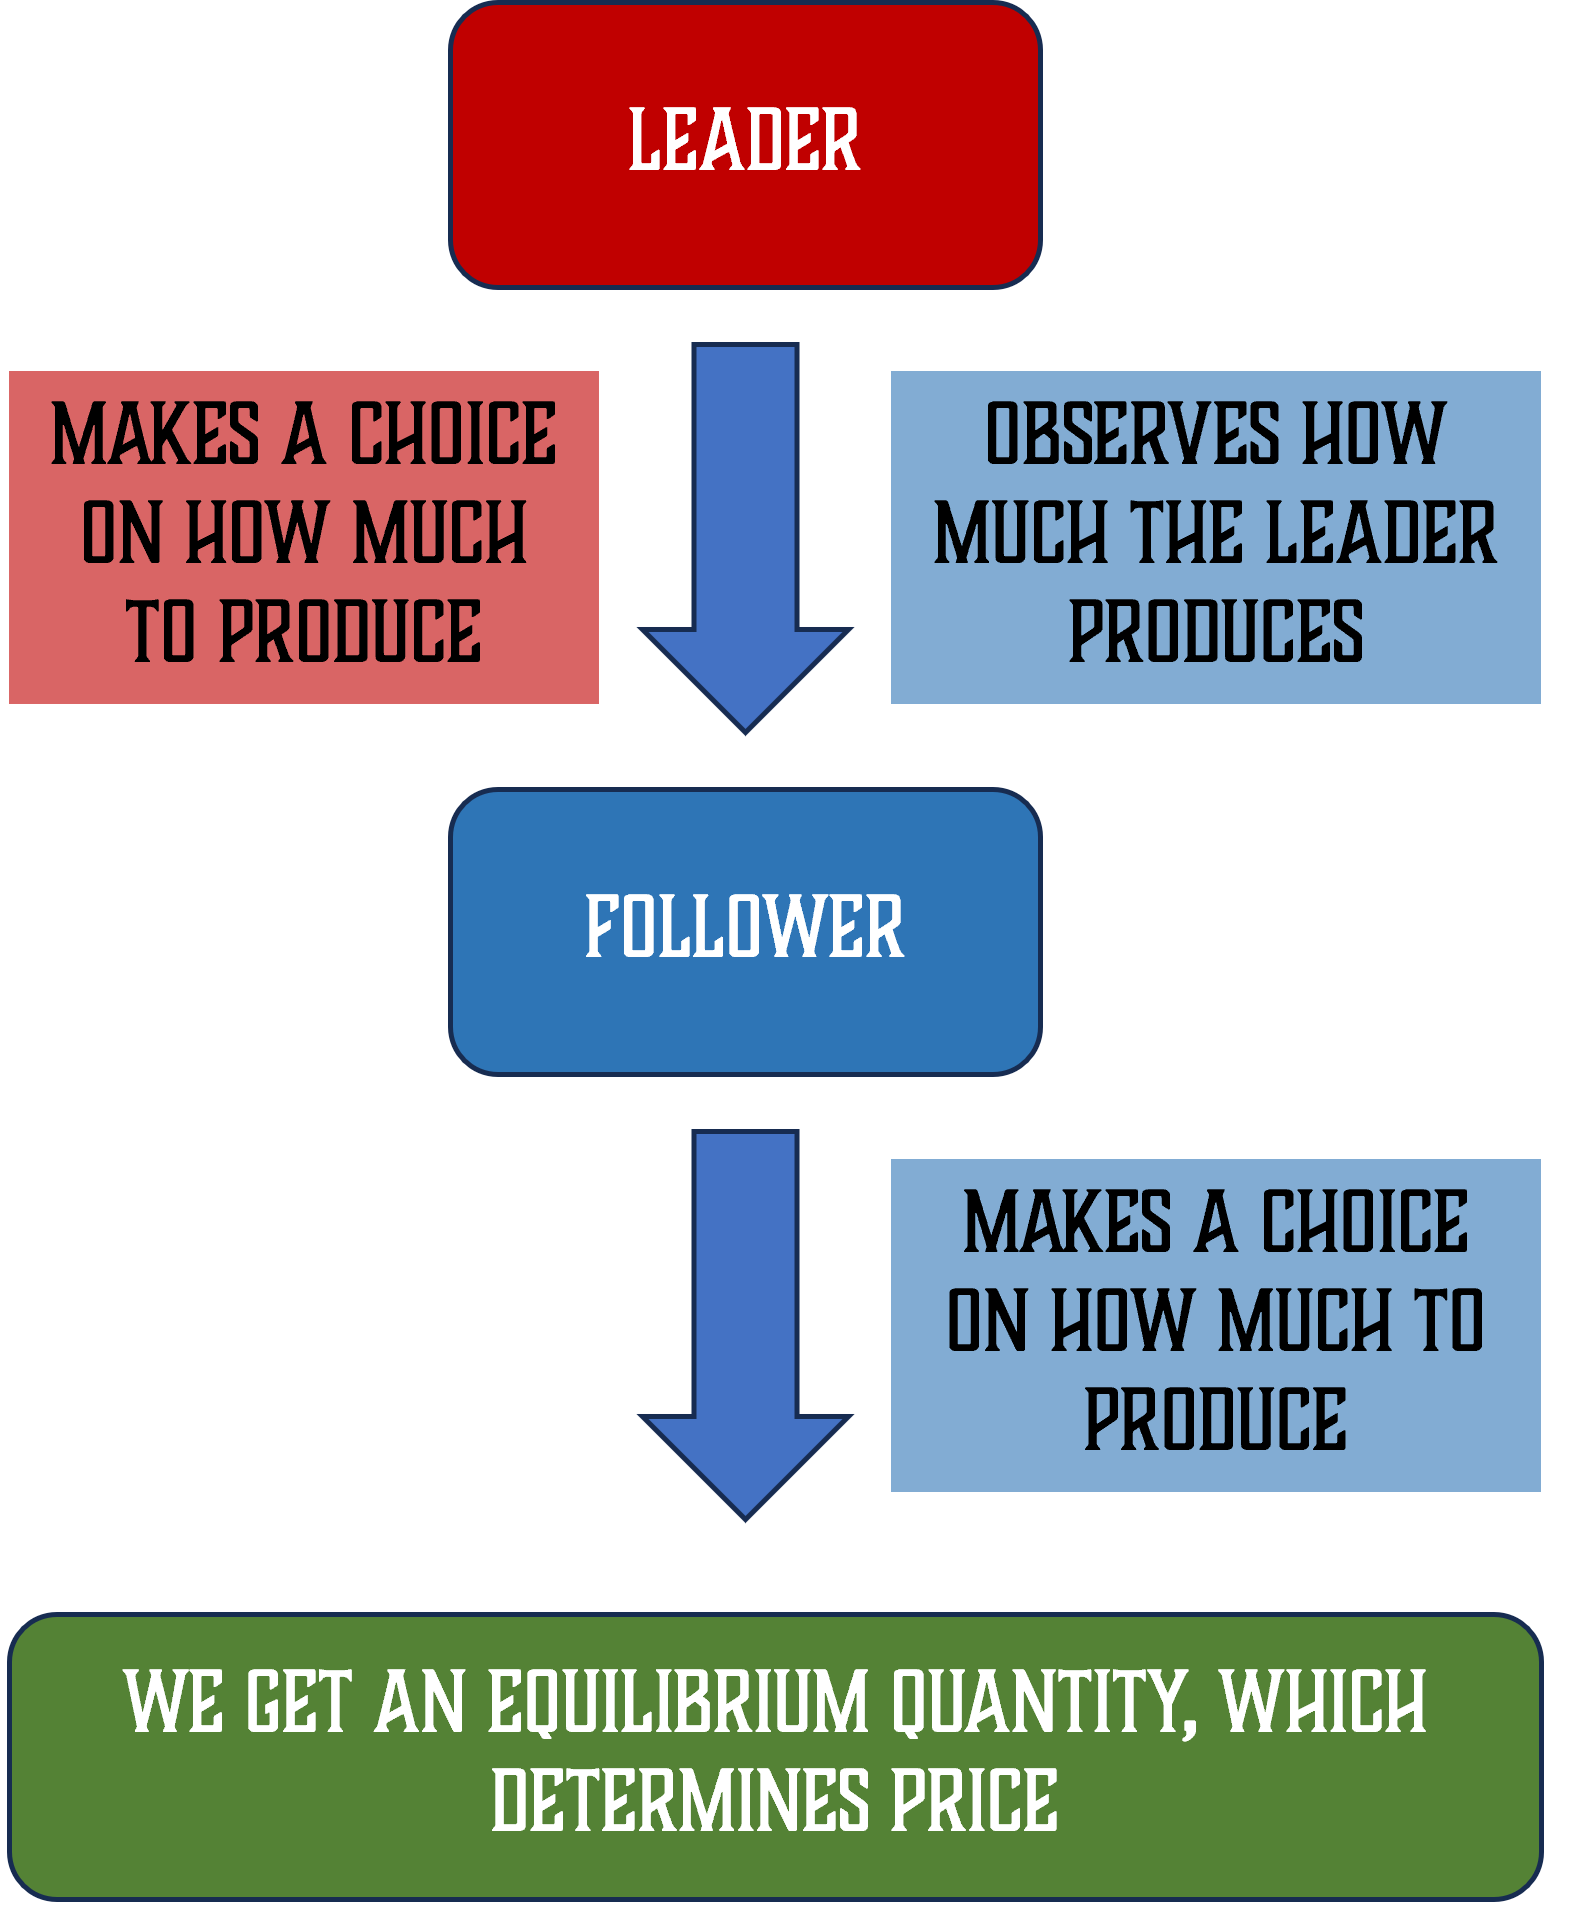 LEADER
MAKES A CHOICE
ON HOW MUCH
TO PRODUCE
OBSERVES HOW
MUCH THE LEADER
PRODUCES
FOLLOWER
MAKES A CHOICE
ON HOW MUCH TO
PRODUCE
WE GET AN EQUILIBRIUM QUANTITY, WHICH
DETERMINES PRICE